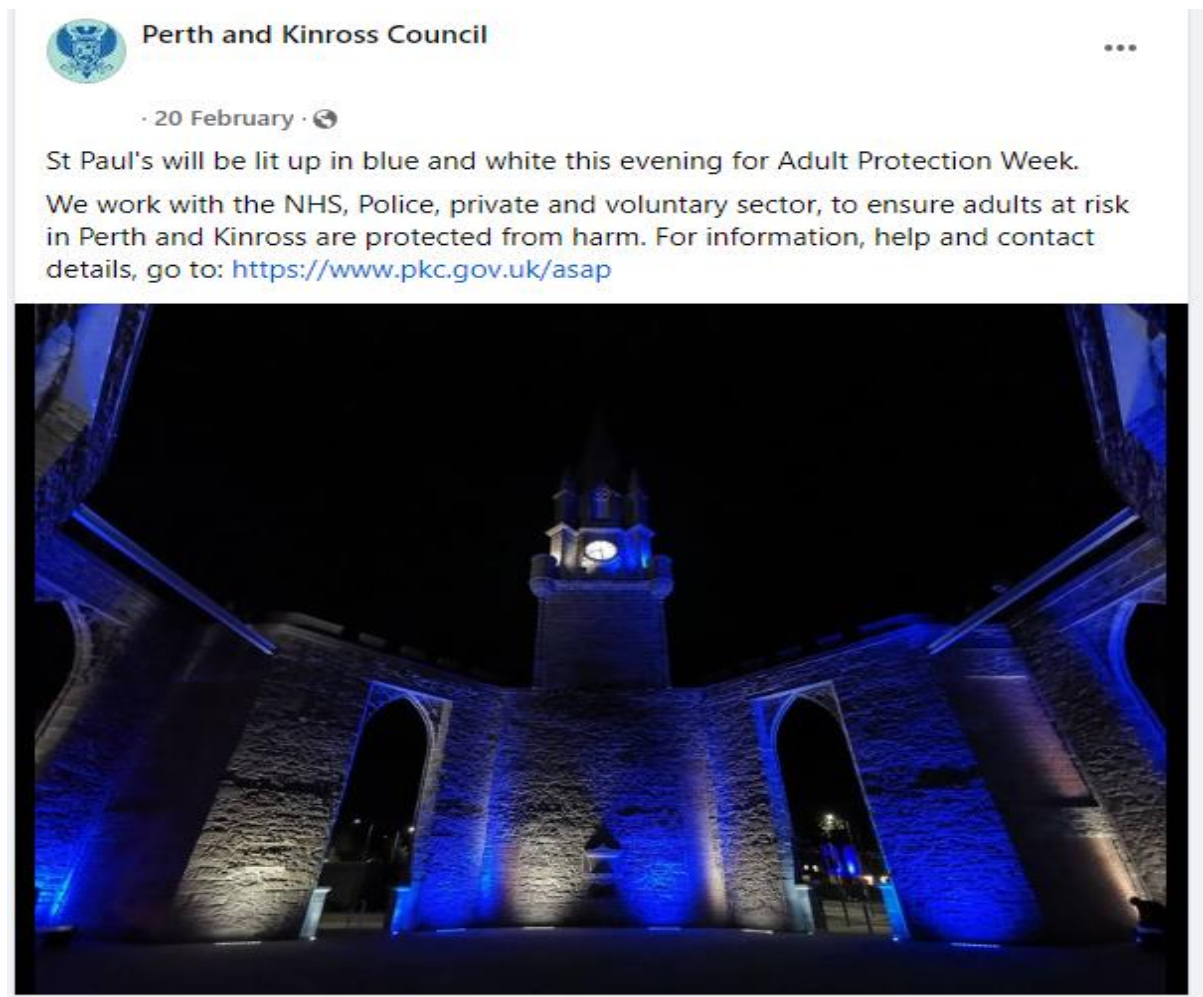 Perth and Kinross Council
· 20 February ·
St Paul's will be lit up in blue and white this evening for Adult Protection Week.
We work with the NHS, Police, private and voluntary sector, to ensure adults at risk
in Perth and Kinross are protected from harm. For information, help and contact
details, go to: https://www.pkc.gov.uk/asap